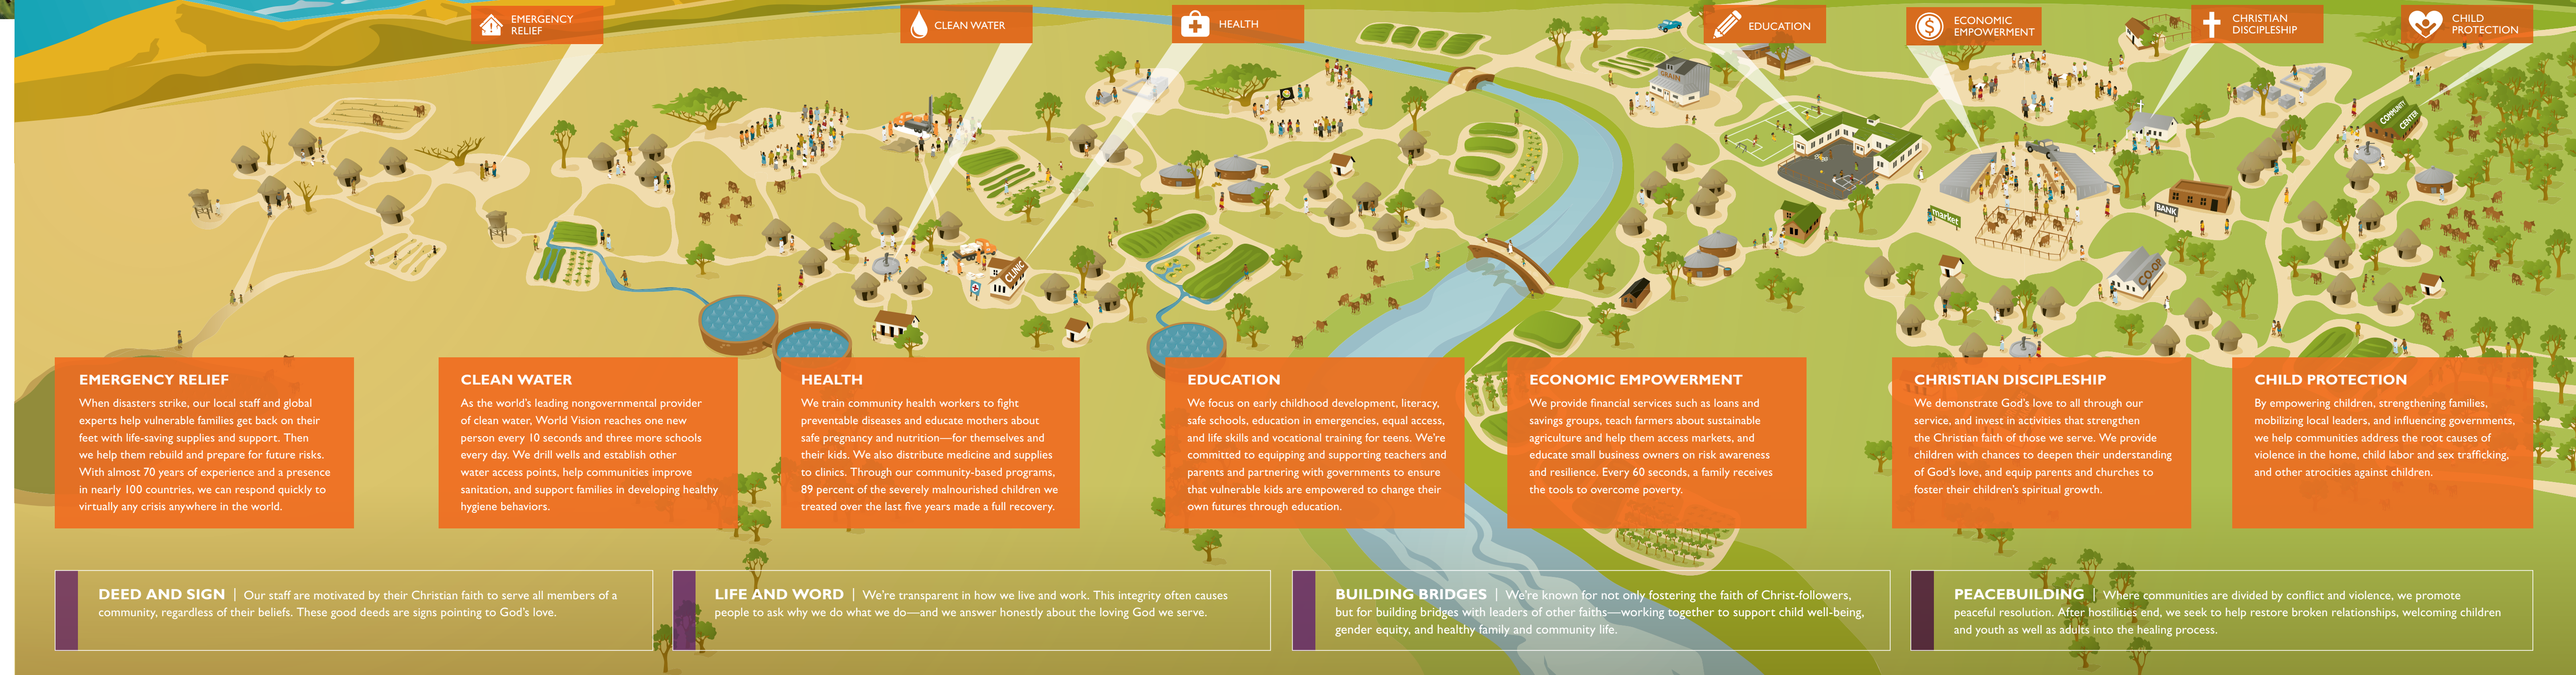 EMERGENCY
RELIEF
CLEAN WATER
HEALTH
EDUCATION
ECONOMIC
EMPOWERMENT
CHRISTIAN
DISCIPLESHIP
CHILD
PROTECTION
GRAIN
COMMUNITY
CENTER
market
BANK
CO-OP
CLINIC
EMERGENCY RELIEF
When disasters strike, our local staff and global
experts help vulnerable families get back on their
feet with life-saving supplies and support. Then
we help them rebuild and prepare for future risks.
With almost 70 years of experience and a presence
in nearly 100 countries, we can respond quickly to
virtually any crisis anywhere in the world.
CLEAN WATER
As the world's leading nongovernmental provider
of clean water, World Vision reaches one new
person every 10 seconds and three more schools
every day. We drill wells and establish other
water access points, help communities improve
sanitation, and support families in developing healthy
hygiene behaviors.
HEALTH
We train community health workers to fight
preventable diseases and educate mothers about
safe pregnancy and nutrition—for themselves and
their kids. We also distribute medicine and supplies
to clinics. Through our community-based programs,
89 percent of the severely malnourished children we
treated over the last five years made a full recovery.
EDUCATION
We focus on early childhood development, literacy,
safe schools, education in emergencies, equal access,
and life skills and vocational training for teens. We're
committed to equipping and supporting teachers and
parents and partnering with governments to ensure
that vulnerable kids are empowered to change their
own futures through education.
ECONOMIC EMPOWERMENT
We provide financial services such as loans and
savings groups, teach farmers about sustainable
agriculture and help them access markets, and
educate small business owners on risk awareness
and resilience. Every 60 seconds, a family receives
the tools to overcome poverty.
CHRISTIAN DISCIPLESHIP
We demonstrate God's love to all through our
service, and invest in activities that strengthen
the Christian faith of those we serve. We provide
children with chances to deepen their understanding
of God's love, and equip parents and churches to
foster their children's spiritual growth.
CHILD PROTECTION
By empowering children, strengthening families,
mobilizing local leaders, and influencing governments,
we help communities address the root causes of
violence in the home, child labor and sex trafficking,
and other atrocities against children.
DEED AND SIGN | Our staff are motivated by their Christian faith to serve all members of a
community, regardless of their beliefs. These good deeds are signs pointing to God's love.
LIFE AND WORD | We're transparent in how we live and work. This integrity often causes
people to ask why we do what we do—and we answer honestly about the loving God we serve.
BUILDING BRIDGES | We're known for not only fostering the faith of Christ-followers,
but for building bridges with leaders of other faiths—working together to support child well-being,
gender equity, and healthy family and community life.
PEACEBUILDING | Where communities are divided by conflict and violence, we promote
peaceful resolution. After hostilities end, we seek to help restore broken relationships, welcoming children
and youth as well as adults into the healing process.